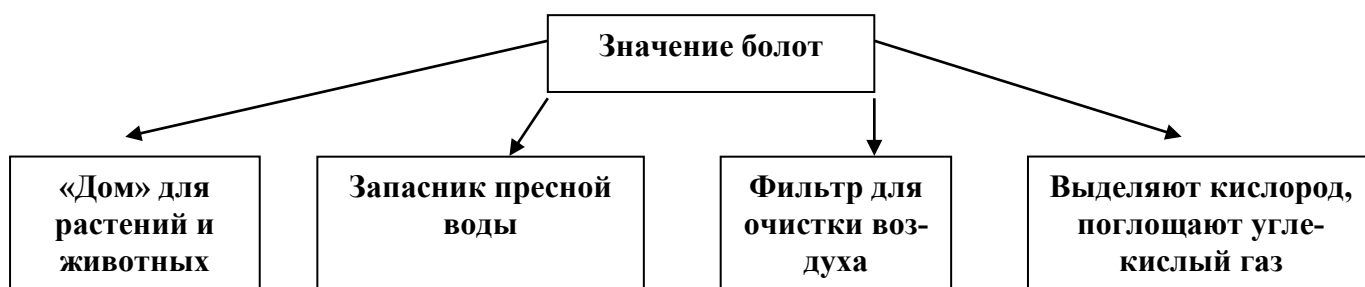 Значение болот
«Дом» для
растений и
животных
Запасник пресной
воды
Фильтр для
очистки воз-
духа
Выделяют кислород,
поглощают угле-
кислый газ